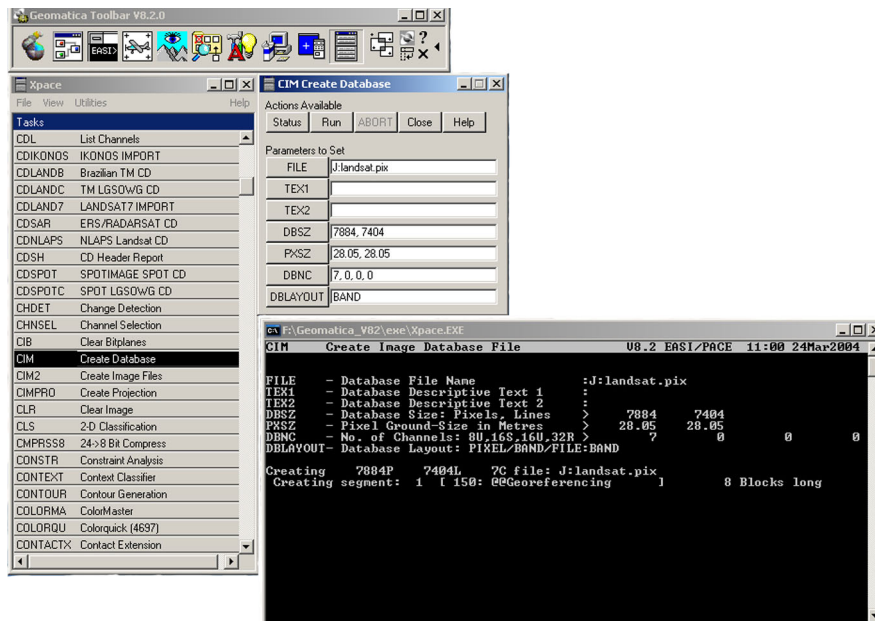 Geomatica Toolbar V8.2.0
EASI>
?
Xpace
File View Utilities Help
Tasks
CDL List Channels
CDIKONOS IKONOS IMPORT
CDLANDB Brazilian TM CD
CDLANDC TM LGSOWG CD
CDLAND7 LANDSAT7 IMPORT
CDSAR ERS/RADARSAT CD
CDNLAPS NLAPS Landsat CD
CDSH CD Header Report
CDSPOT SPOTIMAGE SPOT CD
CDSPOTC SPOT LGSOWG CD
CHDET Change Detection
CHNSEL Channel Selection
CIB Clear Bitplanes
CIM Create Database
CIM2 Create Image Files
CIMPRO Create Projection
CLR Clear Image
CLS 2-D Classification
CMPRSS8 24->8 Bit Compress
CONSTR Constraint Analysis
CONTEXT Context Classifier
CONTOUR Contour Generation
COLORMA ColorMaster
COLORQU Colorquick (4697)
CONTACTX Contact Extension
CIM Create Database
Actions Available
Status Run ABORT Close Help
Parameters to Set
FILE J:landsat.pix
TEX1
TEX2
DBSZ 7884, 7404
PXSZ 28.05, 28.05
DBNC 7, 0, 0, 0
DBLAYOUT BAND
F:\Geomatica_V82\exe\Xpace.EXE
CIM Create Image Database File V8.2 EASI/PACE 11:00 24Mar2004
FILE - Database File Name :J:landsat.pix
TEX1 - Database Descriptive Text 1 :
TEX2 - Database Descriptive Text 2 :
DBSZ - Database Size: Pixels, Lines > 7884 7404
PXSZ - Pixel Ground-Size in Metres > 28.05 28.05
DBNC - No. of Channels: 8U,16S,16U,32R > 7 0 0 0
DBLAYOUT- Database Layout: PIXEL/BAND/FILE:BAND
Creating 7884P 7404L 7C file: J:landsat.pix
Creating segment: 1 [ 150: @@Georeferencing ] 8 Blocks long